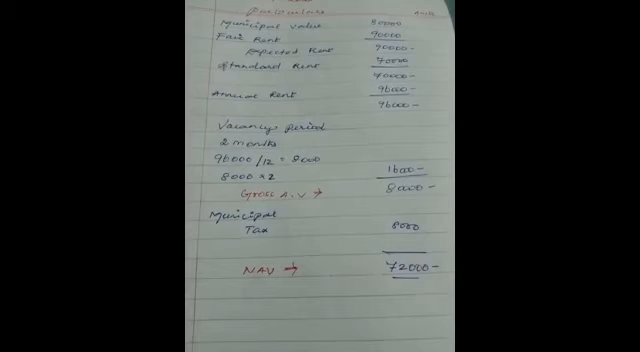 Particulars
Municipal value 80000
Fair Rent 90000
Expected Rent 90000-
Standard Rent 70000
70000-
Annual Rent 96000-
96000-
Vacancy period
2 months
96000/12 = 8000
8000 × 2 16000-
Gross A.V → 80000-
Municipal
Tax 8000
NAV → 72000-